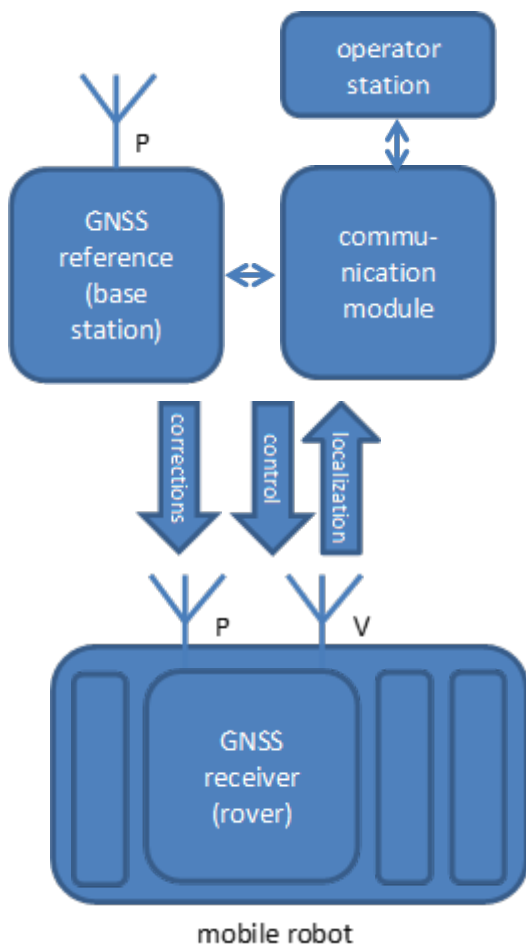 operator
station
P
GNSS
reference
(base
station)
commu-
nication
module
corrections
control
localization
P
V
GNSS
receiver
(rover)
mobile robot